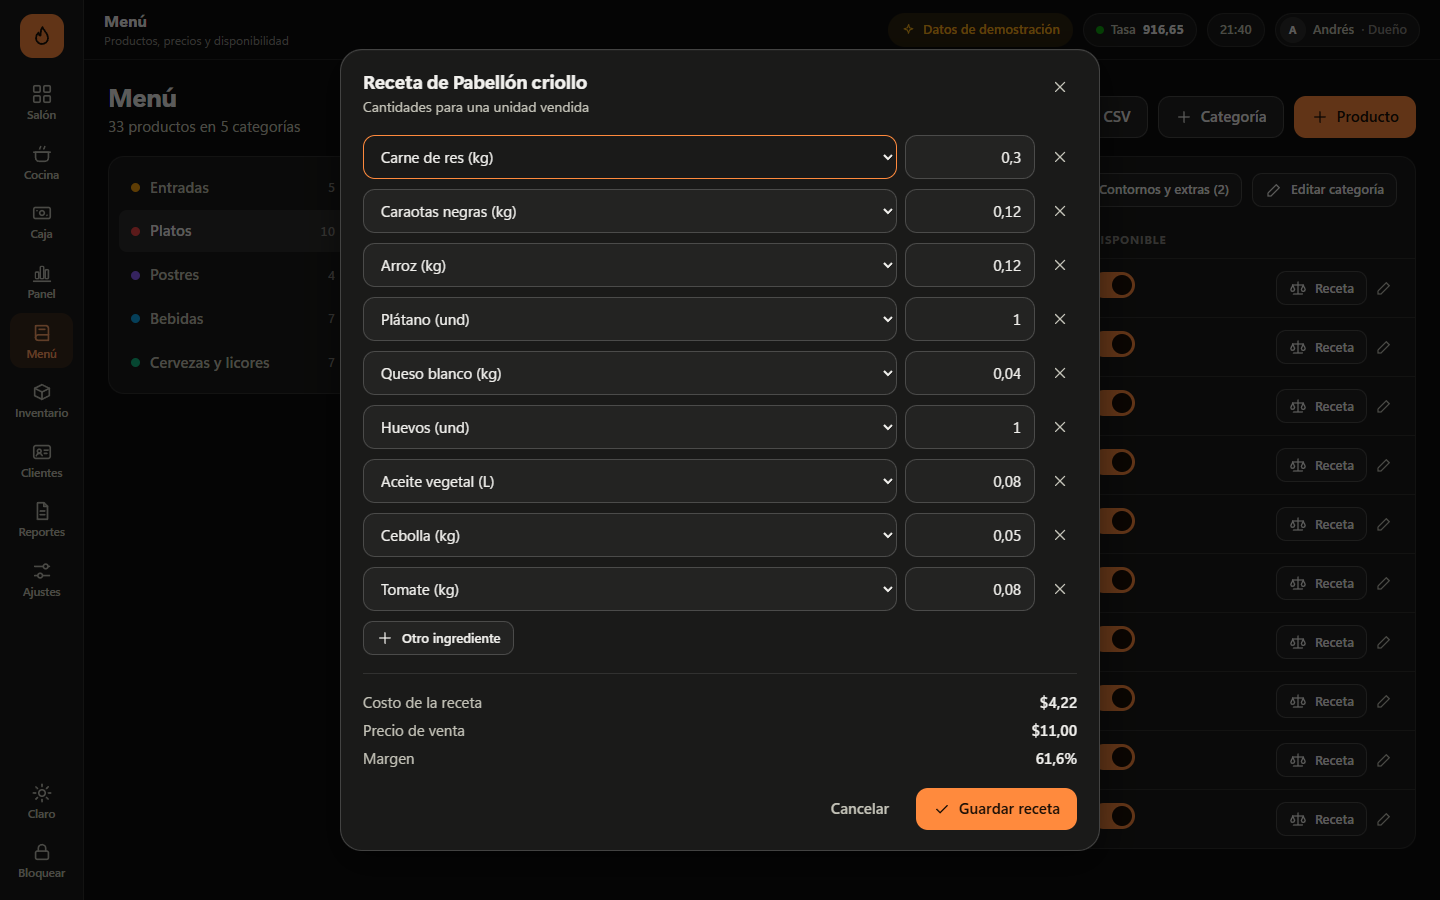 Menú
Productos, precios y disponibilidad
Datos de demostración
Tasa 916,65
21:40
A Andrés · Dueño
Salón
Cocina
Caja
Panel
Menú
Inventario
Clientes
Reportes
Ajustes
Claro
Bloquear
Menú
33 productos en 5 categorías
CSV
Categoría
Producto
Entradas 5
Platos 10
Postres 4
Bebidas 7
Cervezas y licores 7
Contornos y extras (2)
Editar categoría
ISPONIBLE
Receta
Receta
Receta
Receta
Receta
Receta
Receta
Receta
Receta
Receta
Receta de Pabellón criollo
Cantidades para una unidad vendida
Carne de res (kg) 0,3
Caraotas negras (kg) 0,12
Arroz (kg) 0,12
Plátano (und) 1
Queso blanco (kg) 0,04
Huevos (und) 1
Aceite vegetal (L) 0,08
Cebolla (kg) 0,05
Tomate (kg) 0,08
Otro ingrediente
Costo de la receta $4,22
Precio de venta $11,00
Margen 61,6%
Cancelar
Guardar receta